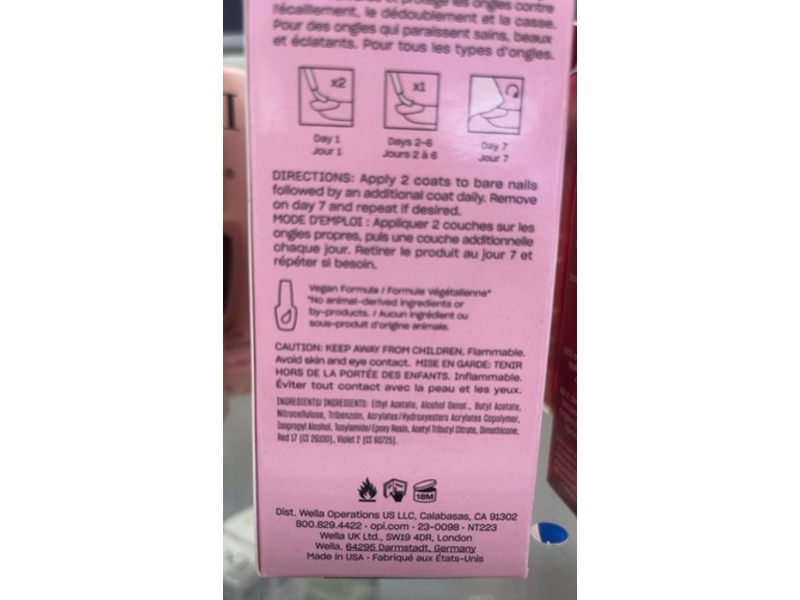 et protège les ongles contre
l'écaillement, le dédoublement et la casse.
Pour des ongles qui paraissent sains, beaux
et éclatants. Pour tous les types d'ongles.
x2
x1
Day 1
Jour 1
Days 2-6
Jours 2 à 6
Day 7
Jour 7
DIRECTIONS: Apply 2 coats to bare nails
followed by an additional coat daily. Remove
on day 7 and repeat if desired.
MODE D'EMPLOI : Appliquer 2 couches sur les
ongles propres, puis une couche additionnelle
chaque jour. Retirer le produit au jour 7 et
répéter si besoin.
Vegan Formula / Formule Végétalienne*
*No animal-derived ingredients or
by-products. / Aucun ingrédient ou
sous-produit d'origine animale.
CAUTION: KEEP AWAY FROM CHILDREN. Flammable.
Avoid skin and eye contact. MISE EN GARDE: TENIR
HORS DE LA PORTÉE DES ENFANTS. Inflammable.
Éviter tout contact avec la peau et les yeux.
INGREDIENTS/ INGRÉDIENTS: Ethyl Acetate, Alcohol Denat., Butyl Acetate,
Nitrocellulose, Tribenzoin, Acrylates/Hydroxyesters Acrylates Copolymer,
Isopropyl Alcohol, Tosylamide/Epoxy Resin, Acetyl Tributyl Citrate, Dimethicone,
Red 17 (CI 26100), Violet 2 (CI 60725).
18M
Dist. Wella Operations US LLC, Calabasas, CA 91302
800.829.4422 • opi.com • 23-0098 • NT223
Wella UK Ltd., SW19 4DR, London
Wella, 64295 Darmstadt, Germany
Made in USA • Fabriqué aux États-Unis